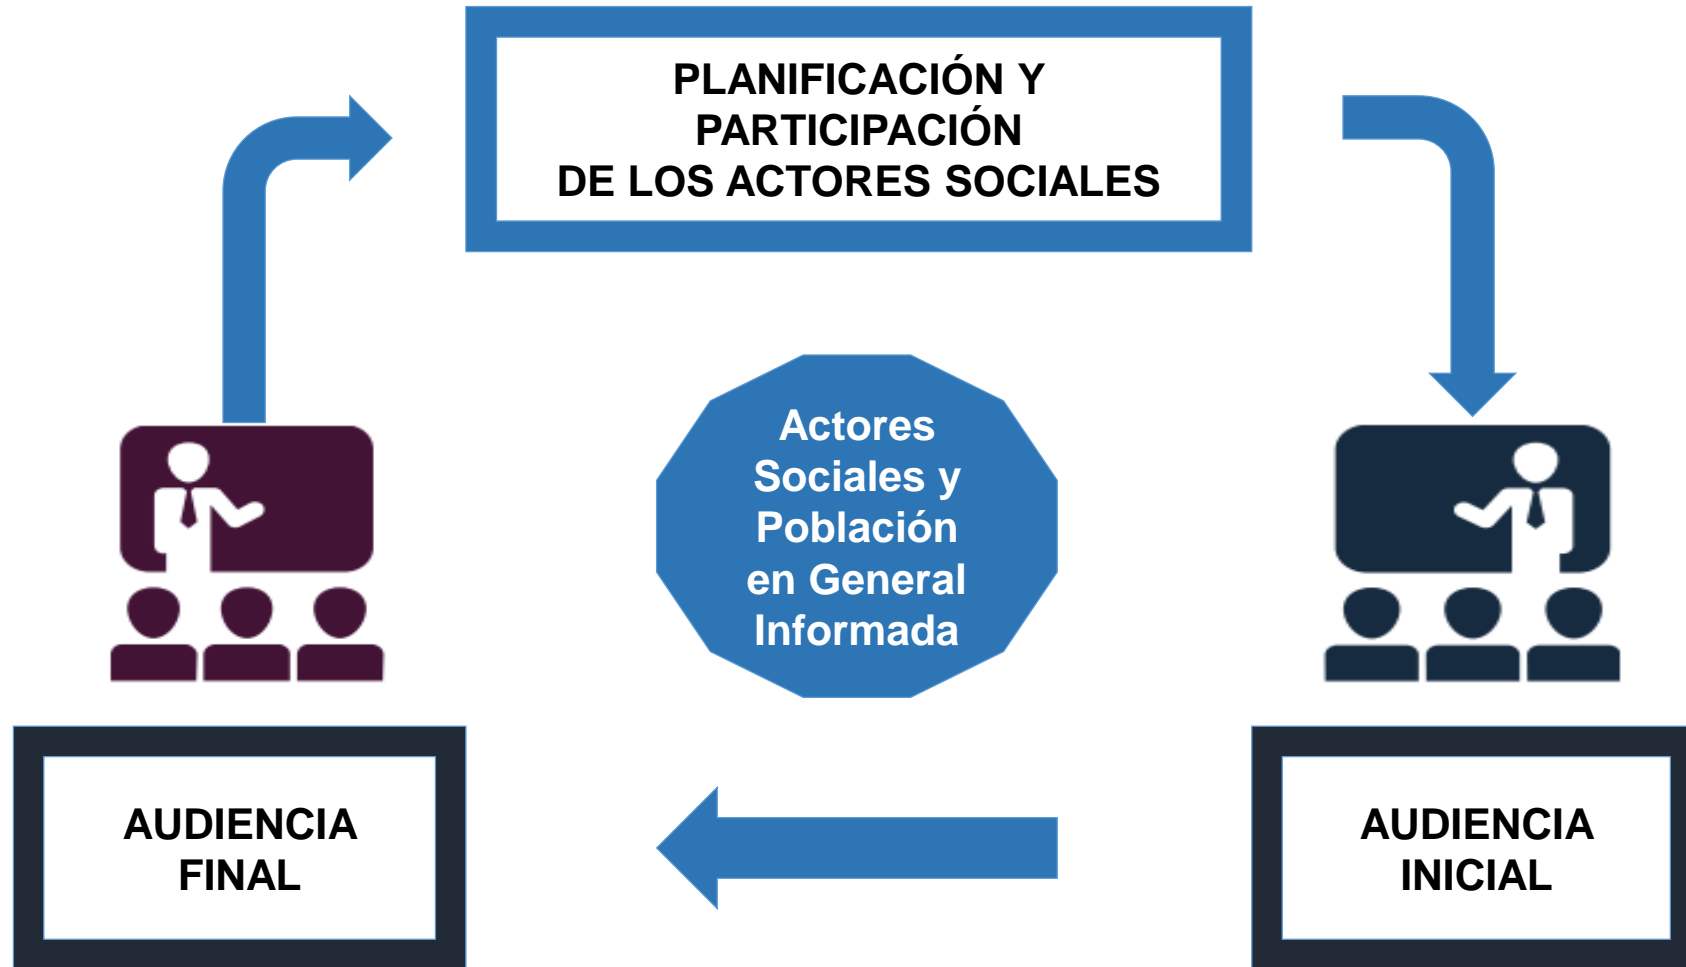 PLANIFICACIÓN Y
PARTICIPACIÓN
DE LOS ACTORES SOCIALES
Actores
Sociales y
Población
en General
Informada
AUDIENCIA
FINAL
AUDIENCIA
INICIAL